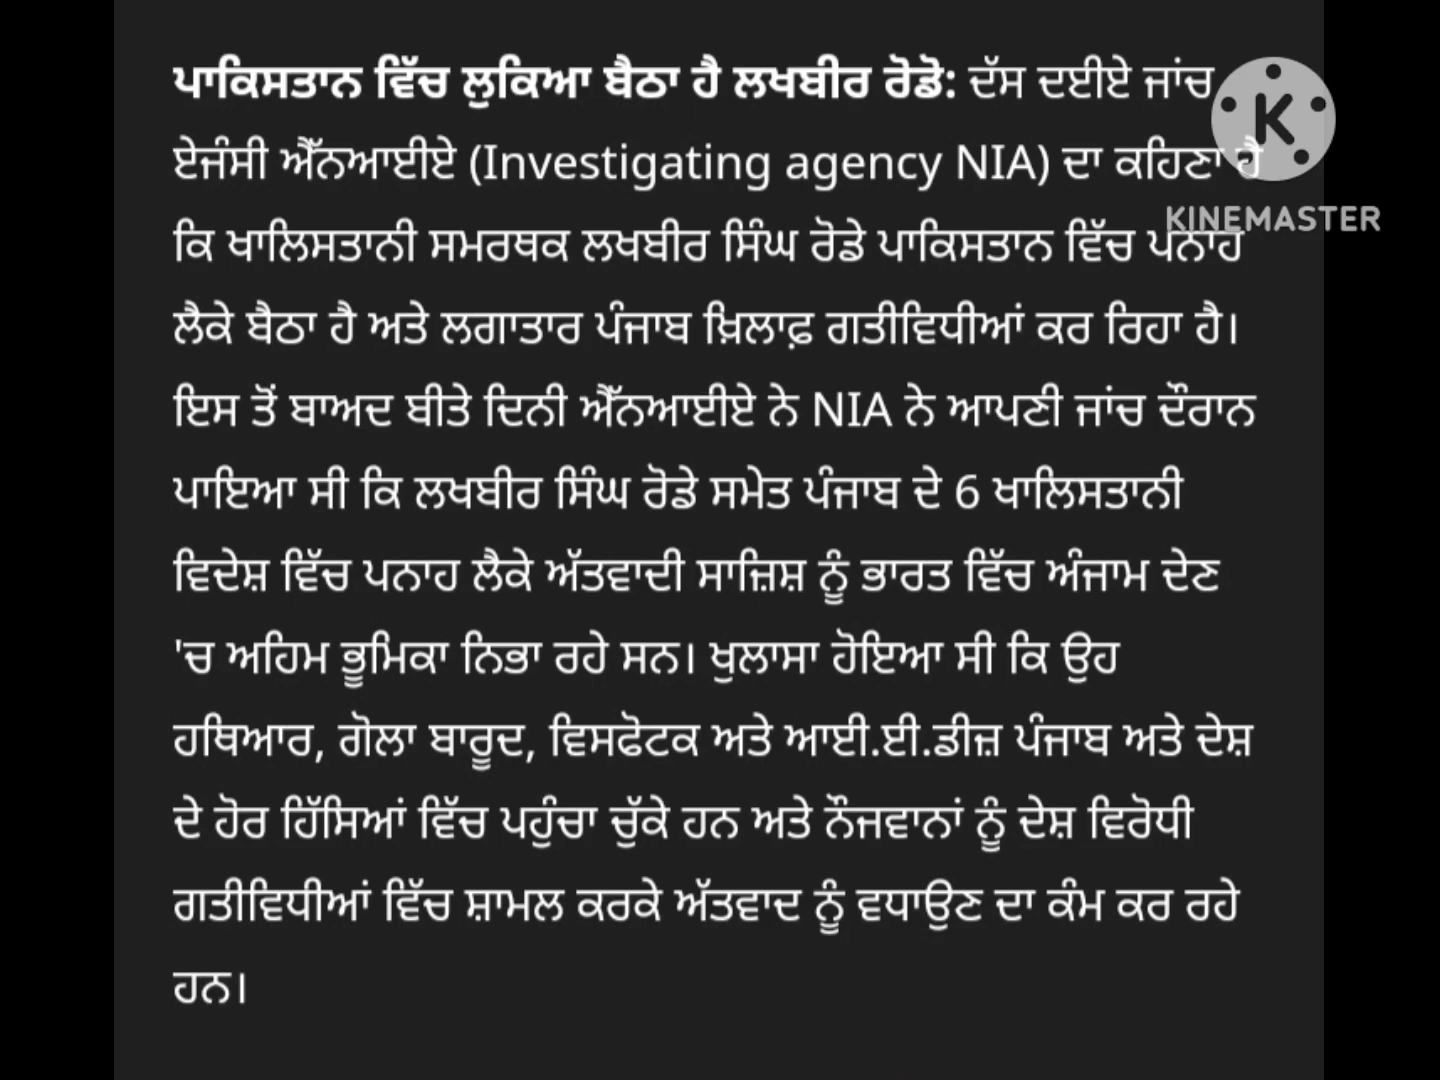 ਪਾਕਿਸਤਾਨ ਵਿੱਚ ਲੁਕਿਆ ਬੈਠਾ ਹੈ ਲਖਬੀਰ ਰੋਡੋ: ਦੱਸ ਦਈਏ ਜਾਂਚ
ਏਜੰਸੀ ਐੱਨਆਈਏ (Investigating agency NIA) ਦਾ ਕਹਿਣਾ ਹੈ
ਕਿ ਖਾਲਿਸਤਾਨੀ ਸਮਰਥਕ ਲਖਬੀਰ ਸਿੰਘ ਰੋਡੇ ਪਾਕਿਸਤਾਨ ਵਿੱਚ ਪਨਾਹ
ਲੈਕੇ ਬੈਠਾ ਹੈ ਅਤੇ ਲਗਾਤਾਰ ਪੰਜਾਬ ਖ਼ਿਲਾਫ਼ ਗਤੀਵਿਧੀਆਂ ਕਰ ਰਿਹਾ ਹੈ।
ਇਸ ਤੋਂ ਬਾਅਦ ਬੀਤੇ ਦਿਨੀ ਐੱਨਆਈਏ ਨੇ NIA ਨੇ ਆਪਣੀ ਜਾਂਚ ਦੌਰਾਨ
ਪਾਇਆ ਸੀ ਕਿ ਲਖਬੀਰ ਸਿੰਘ ਰੋਡੇ ਸਮੇਤ ਪੰਜਾਬ ਦੇ 6 ਖਾਲਿਸਤਾਨੀ
ਵਿਦੇਸ਼ ਵਿੱਚ ਪਨਾਹ ਲੈਕੇ ਅੱਤਵਾਦੀ ਸਾਜ਼ਿਸ਼ ਨੂੰ ਭਾਰਤ ਵਿੱਚ ਅੰਜਾਮ ਦੇਣ
'ਚ ਅਹਿਮ ਭੂਮਿਕਾ ਨਿਭਾ ਰਹੇ ਸਨ। ਖੁਲਾਸਾ ਹੋਇਆ ਸੀ ਕਿ ਉਹ
ਹਥਿਆਰ, ਗੋਲਾ ਬਾਰੂਦ, ਵਿਸਫੋਟਕ ਅਤੇ ਆਈ.ਈ.ਡੀਜ਼ ਪੰਜਾਬ ਅਤੇ ਦੇਸ਼
ਦੇ ਹੋਰ ਹਿੱਸਿਆਂ ਵਿੱਚ ਪਹੁੰਚਾ ਚੁੱਕੇ ਹਨ ਅਤੇ ਨੌਜਵਾਨਾਂ ਨੂੰ ਦੇਸ਼ ਵਿਰੋਧੀ
ਗਤੀਵਿਧੀਆਂ ਵਿੱਚ ਸ਼ਾਮਲ ਕਰਕੇ ਅੱਤਵਾਦ ਨੂੰ ਵਧਾਉਣ ਦਾ ਕੰਮ ਕਰ ਰਹੇ
ਹਨ।
K
KINEMASTER